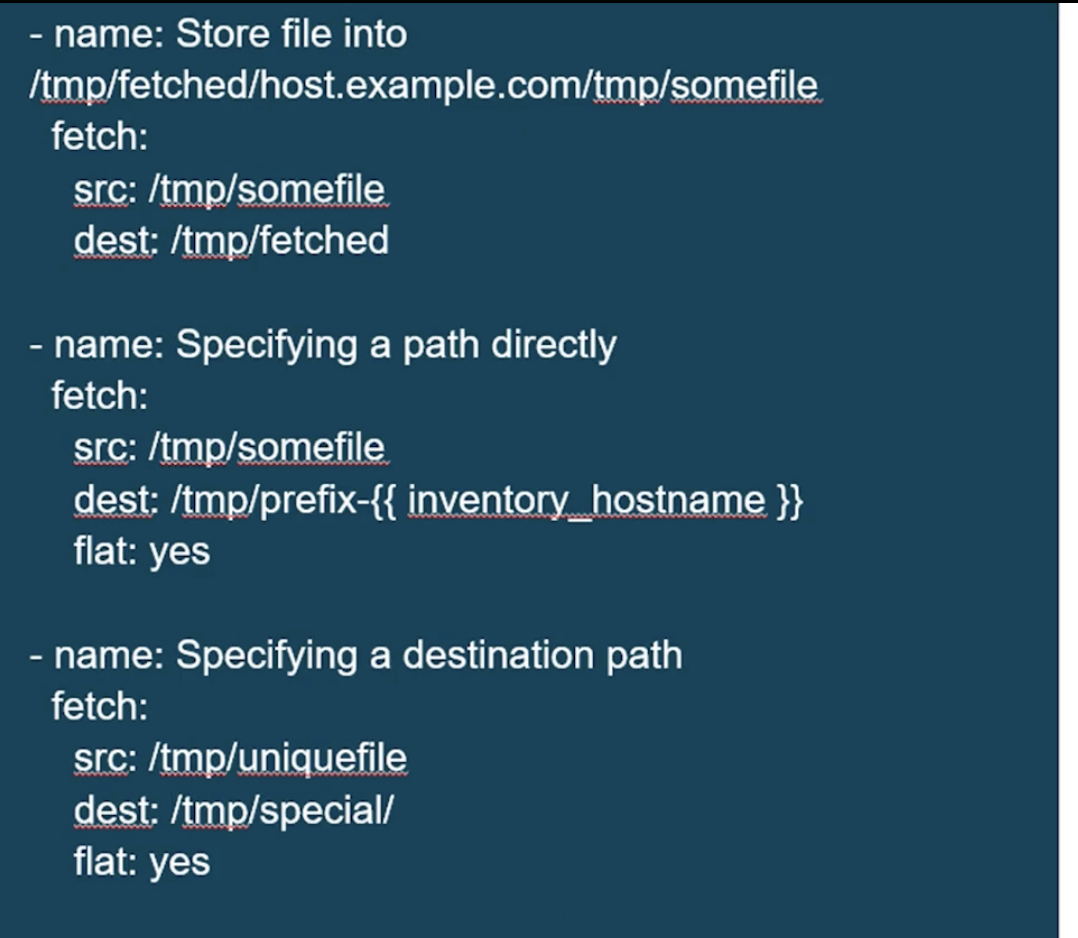 - name: Store file into
/tmp/fetched/host.example.com/tmp/somefile
fetch:
src: /tmp/somefile
dest: /tmp/fetched
- name: Specifying a path directly
fetch:
src: /tmp/somefile
dest: /tmp/prefix-{{ inventory_hostname }}
flat: yes
- name: Specifying a destination path
fetch:
src: /tmp/uniquefile
dest: /tmp/special/
flat: yes